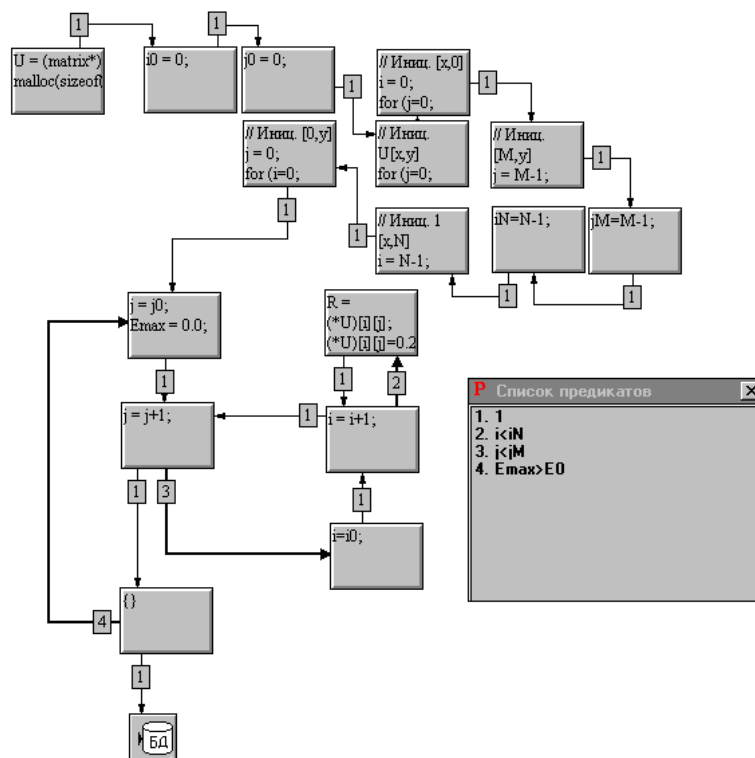 1
1
U = (matrix*)
malloc(sizeof(
i0 = 0;
j0 = 0;
1
// Иниц. [x,0]
i = 0;
for (j=0;
1
// Иниц.
U[x,y]
for (j=0;
// Иниц.
[M,y]
j = M-1;
1
// Иниц. [0,y]
j = 0;
for (i=0;
1
1
// Иниц. 1
[x,N]
i = N-1;
iN=N-1;
jM=M-1;
1
1
j = j0;
Emax = 0.0;
R =
(*U)[i][j];
(*U)[i][j]=0.2
1
1
2
j = j+1;
1
i = i+1;
1
3
1
i=i0;
{}
4
1
БД
P Список предикатов
1. 1
2. i<iN
3. j<jM
4. Emax>E0